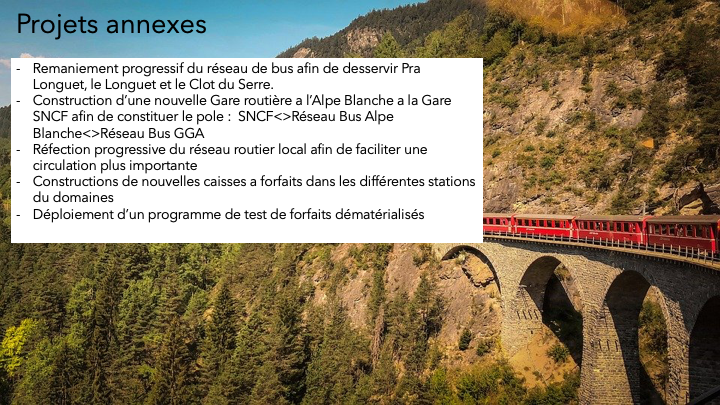 Projets annexes
- Remaniement progressif du réseau de bus afin de desservir Pra
Longuet, le Longuet et le Clot du Serre.
- Construction d’une nouvelle Gare routière a l’Alpe Blanche a la Gare
SNCF afin de constituer le pole : SNCF<>Réseau Bus Alpe
Blanche<>Réseau Bus GGA
- Réfection progressive du réseau routier local afin de faciliter une
circulation plus importante
- Constructions de nouvelles caisses a forfaits dans les différentes stations
du domaines
- Déploiement d’un programme de test de forfaits dématérialisés